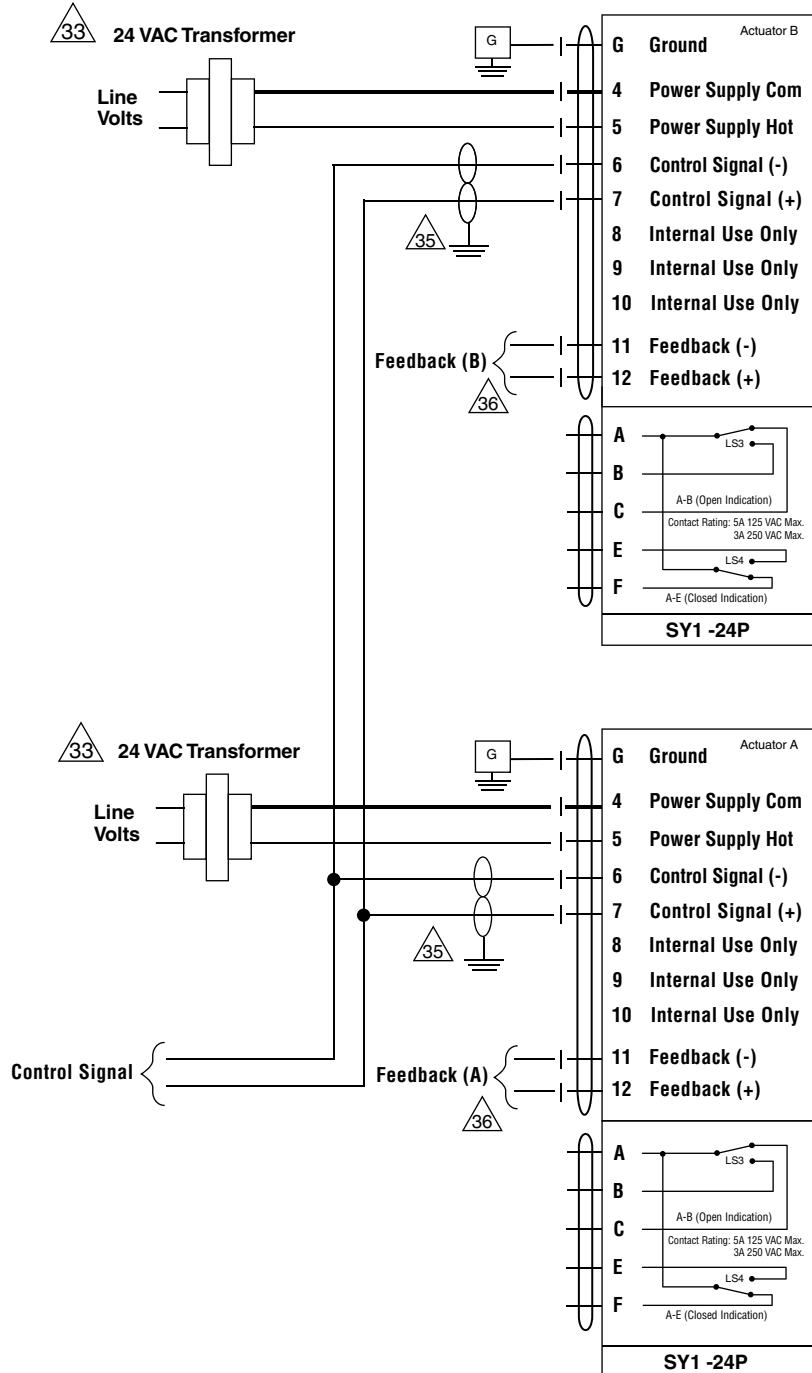 33
24 VAC Transformer
Line
Volts
G
Actuator B
G Ground
4 Power Supply Com
5 Power Supply Hot
6 Control Signal (-)
7 Control Signal (+)
8 Internal Use Only
9 Internal Use Only
10 Internal Use Only
11 Feedback (-)
12 Feedback (+)
35
Feedback (B)
36
A
LS3
B
A-B (Open Indication)
C
Contact Rating: 5A 125 VAC Max.
3A 250 VAC Max.
E
LS4
F
A-E (Closed Indication)
SY1 -24P
33
24 VAC Transformer
Line
Volts
G
Actuator A
G Ground
4 Power Supply Com
5 Power Supply Hot
6 Control Signal (-)
7 Control Signal (+)
8 Internal Use Only
9 Internal Use Only
10 Internal Use Only
11 Feedback (-)
12 Feedback (+)
35
Control Signal
Feedback (A)
36
A
LS3
B
A-B (Open Indication)
C
Contact Rating: 5A 125 VAC Max.
3A 250 VAC Max.
E
LS4
F
A-E (Closed Indication)
SY1 -24P